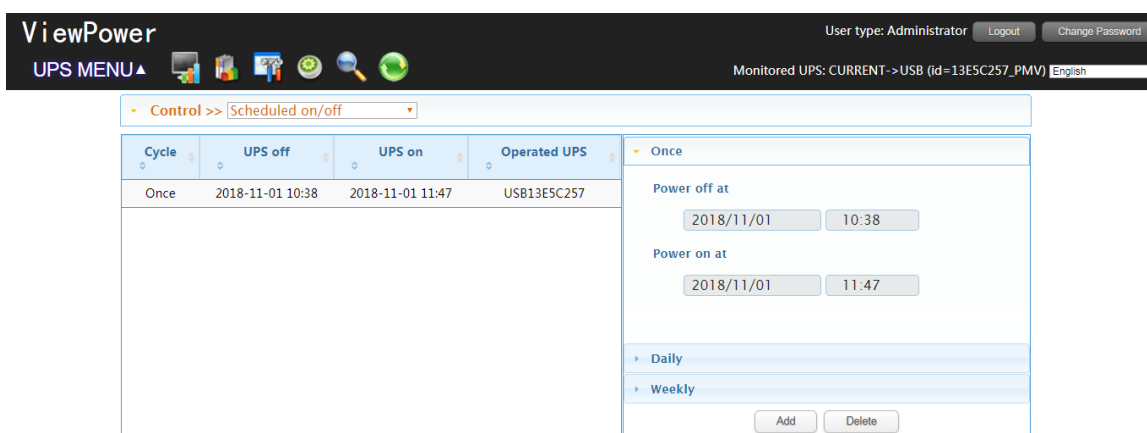 ViewPower
User type: Administrator Logout Change Password
UPS MENU▲
Monitored UPS: CURRENT->USB (id=13E5C257_PMV) English
Control >> Scheduled on/off
Cycle UPS off UPS on Operated UPS
Once 2018-11-01 10:38 2018-11-01 11:47 USB13E5C257
Once
Power off at
2018/11/01 10:38
Power on at
2018/11/01 11:47
Daily
Weekly
Add Delete